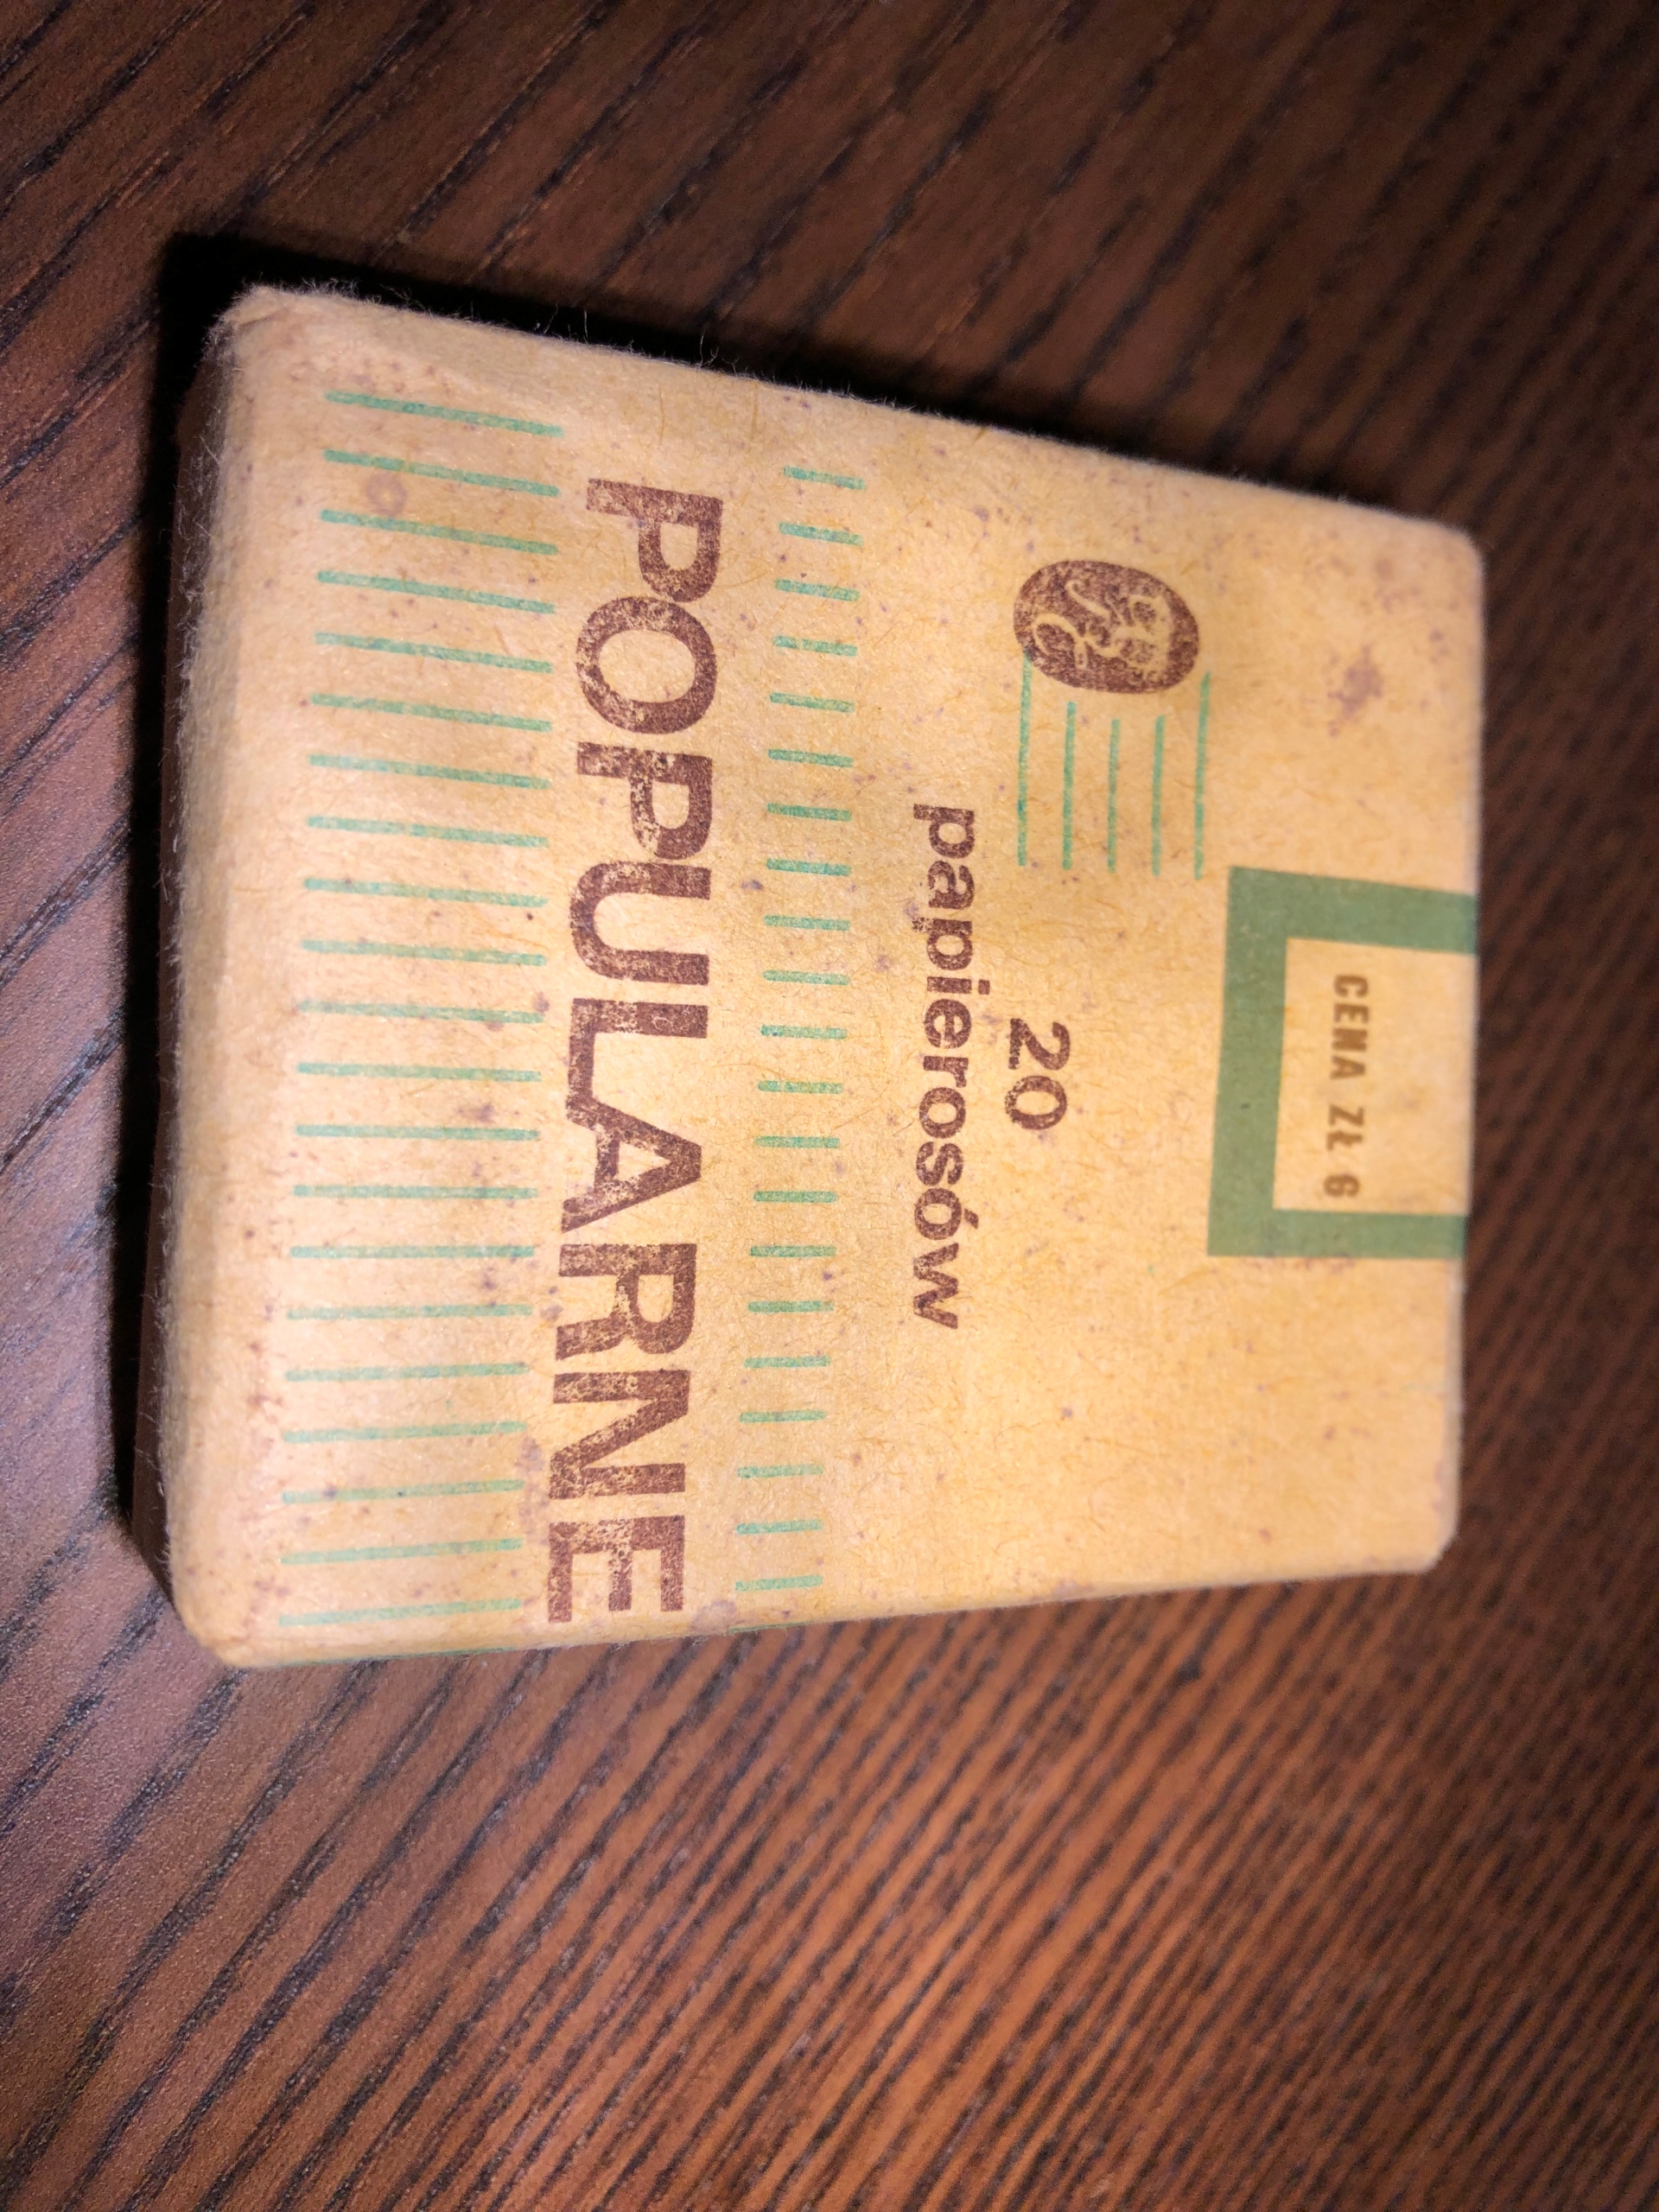 CENA ZŁ 6
20
papierosów
POPULARNE